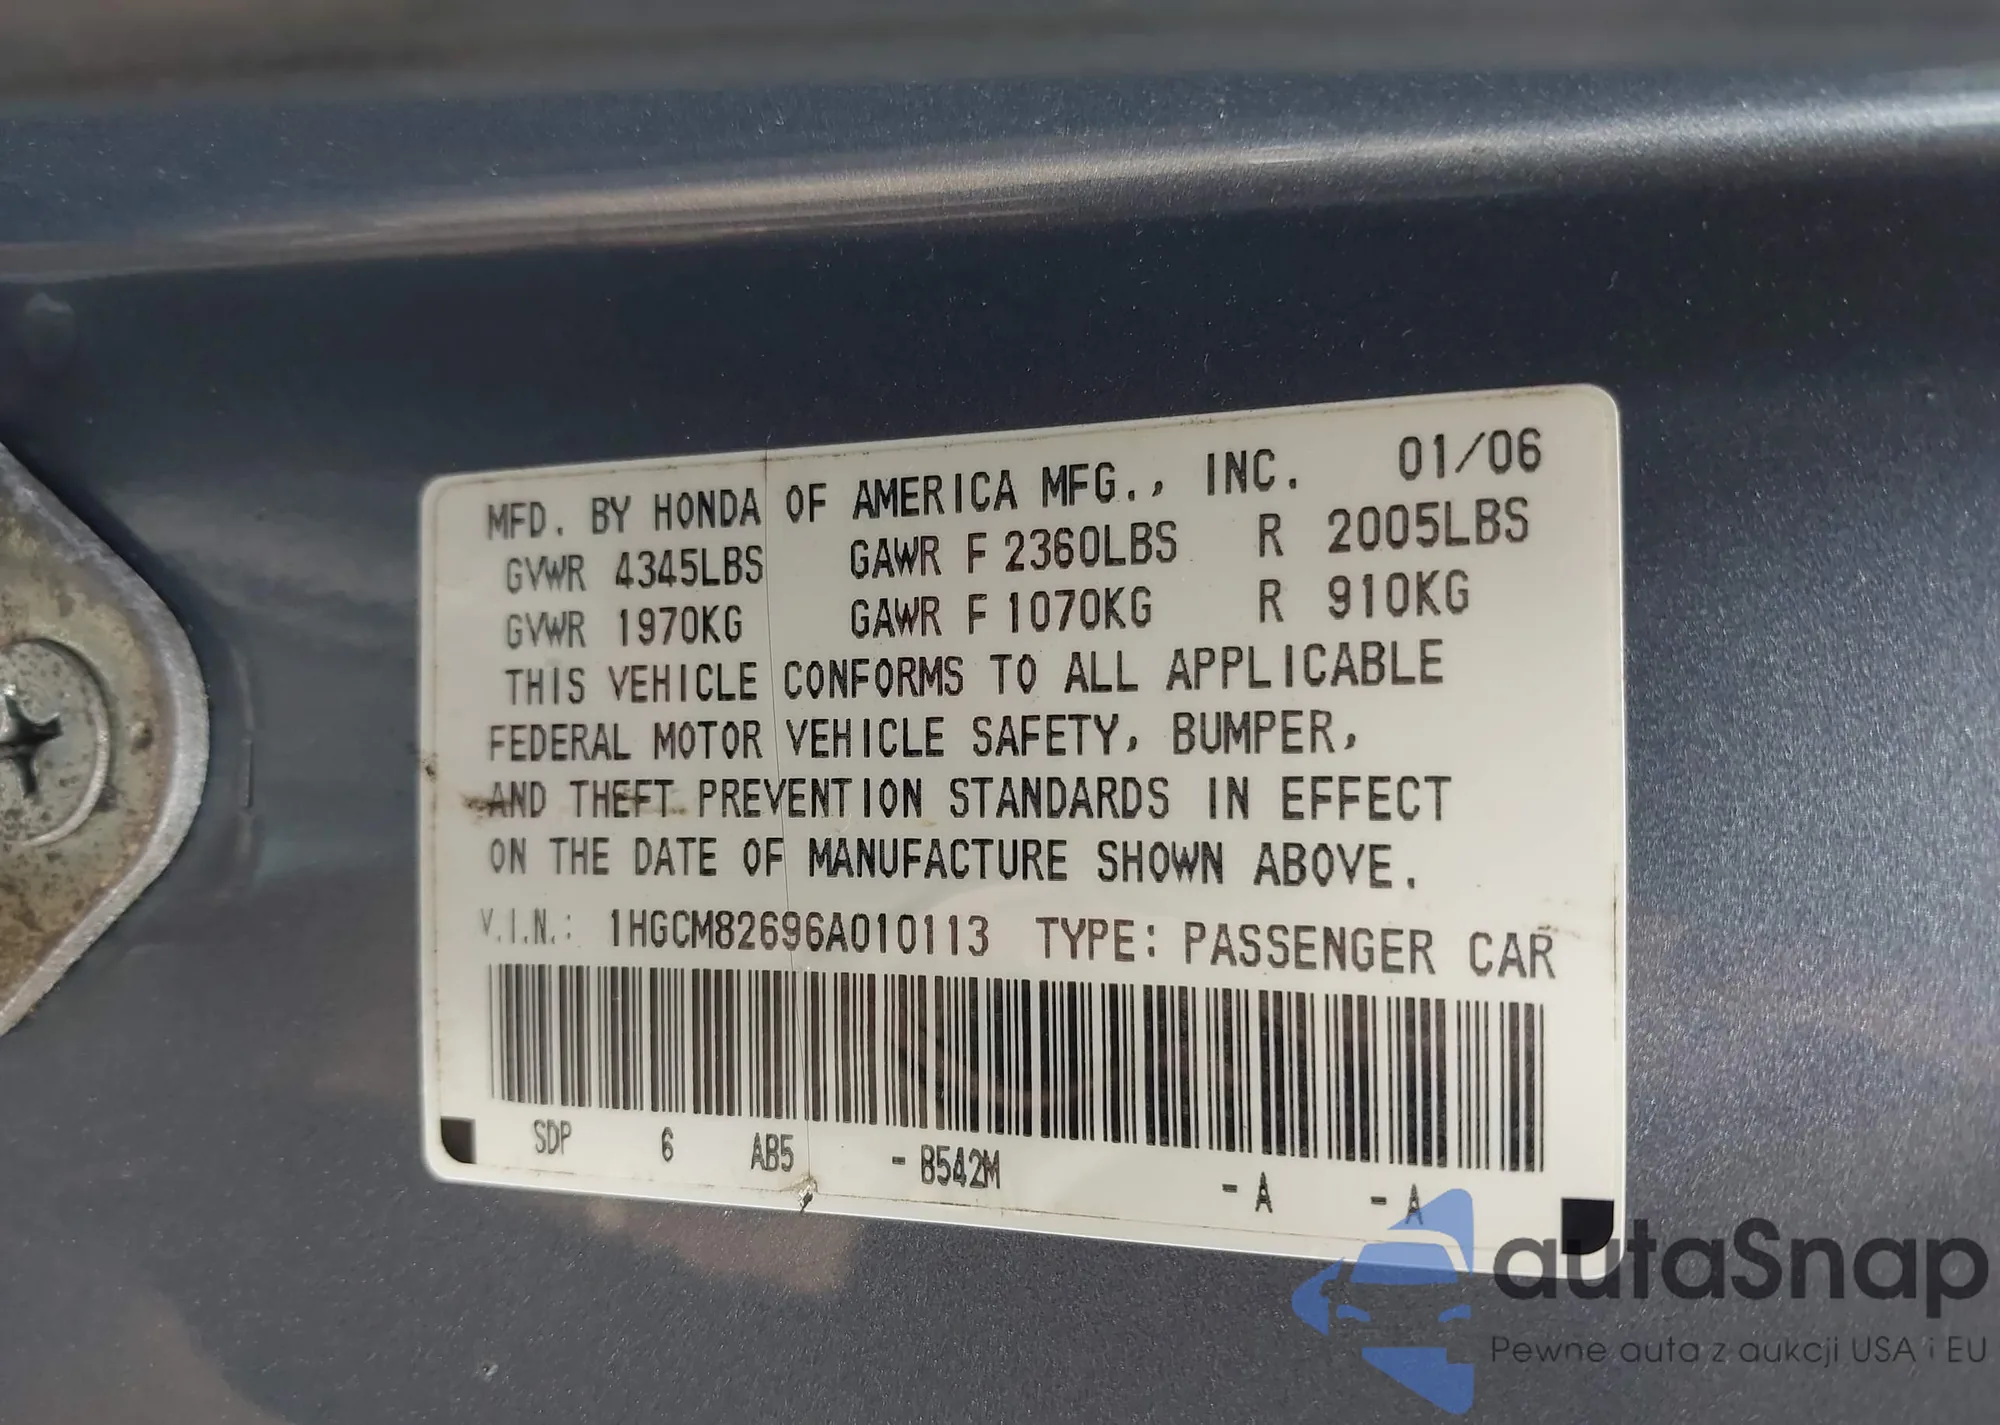 MFD. BY HONDA OF AMERICA MFG., INC. 01/06
GVWR 4345LBS GAWR F 2360LBS R 2005LBS
GVWR 1970KG GAWR F 1070KG R 910KG
THIS VEHICLE CONFORMS TO ALL APPLICABLE
FEDERAL MOTOR VEHICLE SAFETY, BUMPER,
AND THEFT PREVENTION STANDARDS IN EFFECT
ON THE DATE OF MANUFACTURE SHOWN ABOVE.
V.I.N.: 1HGCM82696A010113 TYPE: PASSENGER CAR
SDP 6 AB5 - B542M - A - A
autaSnap
Pewne auta z aukcji USA i EU